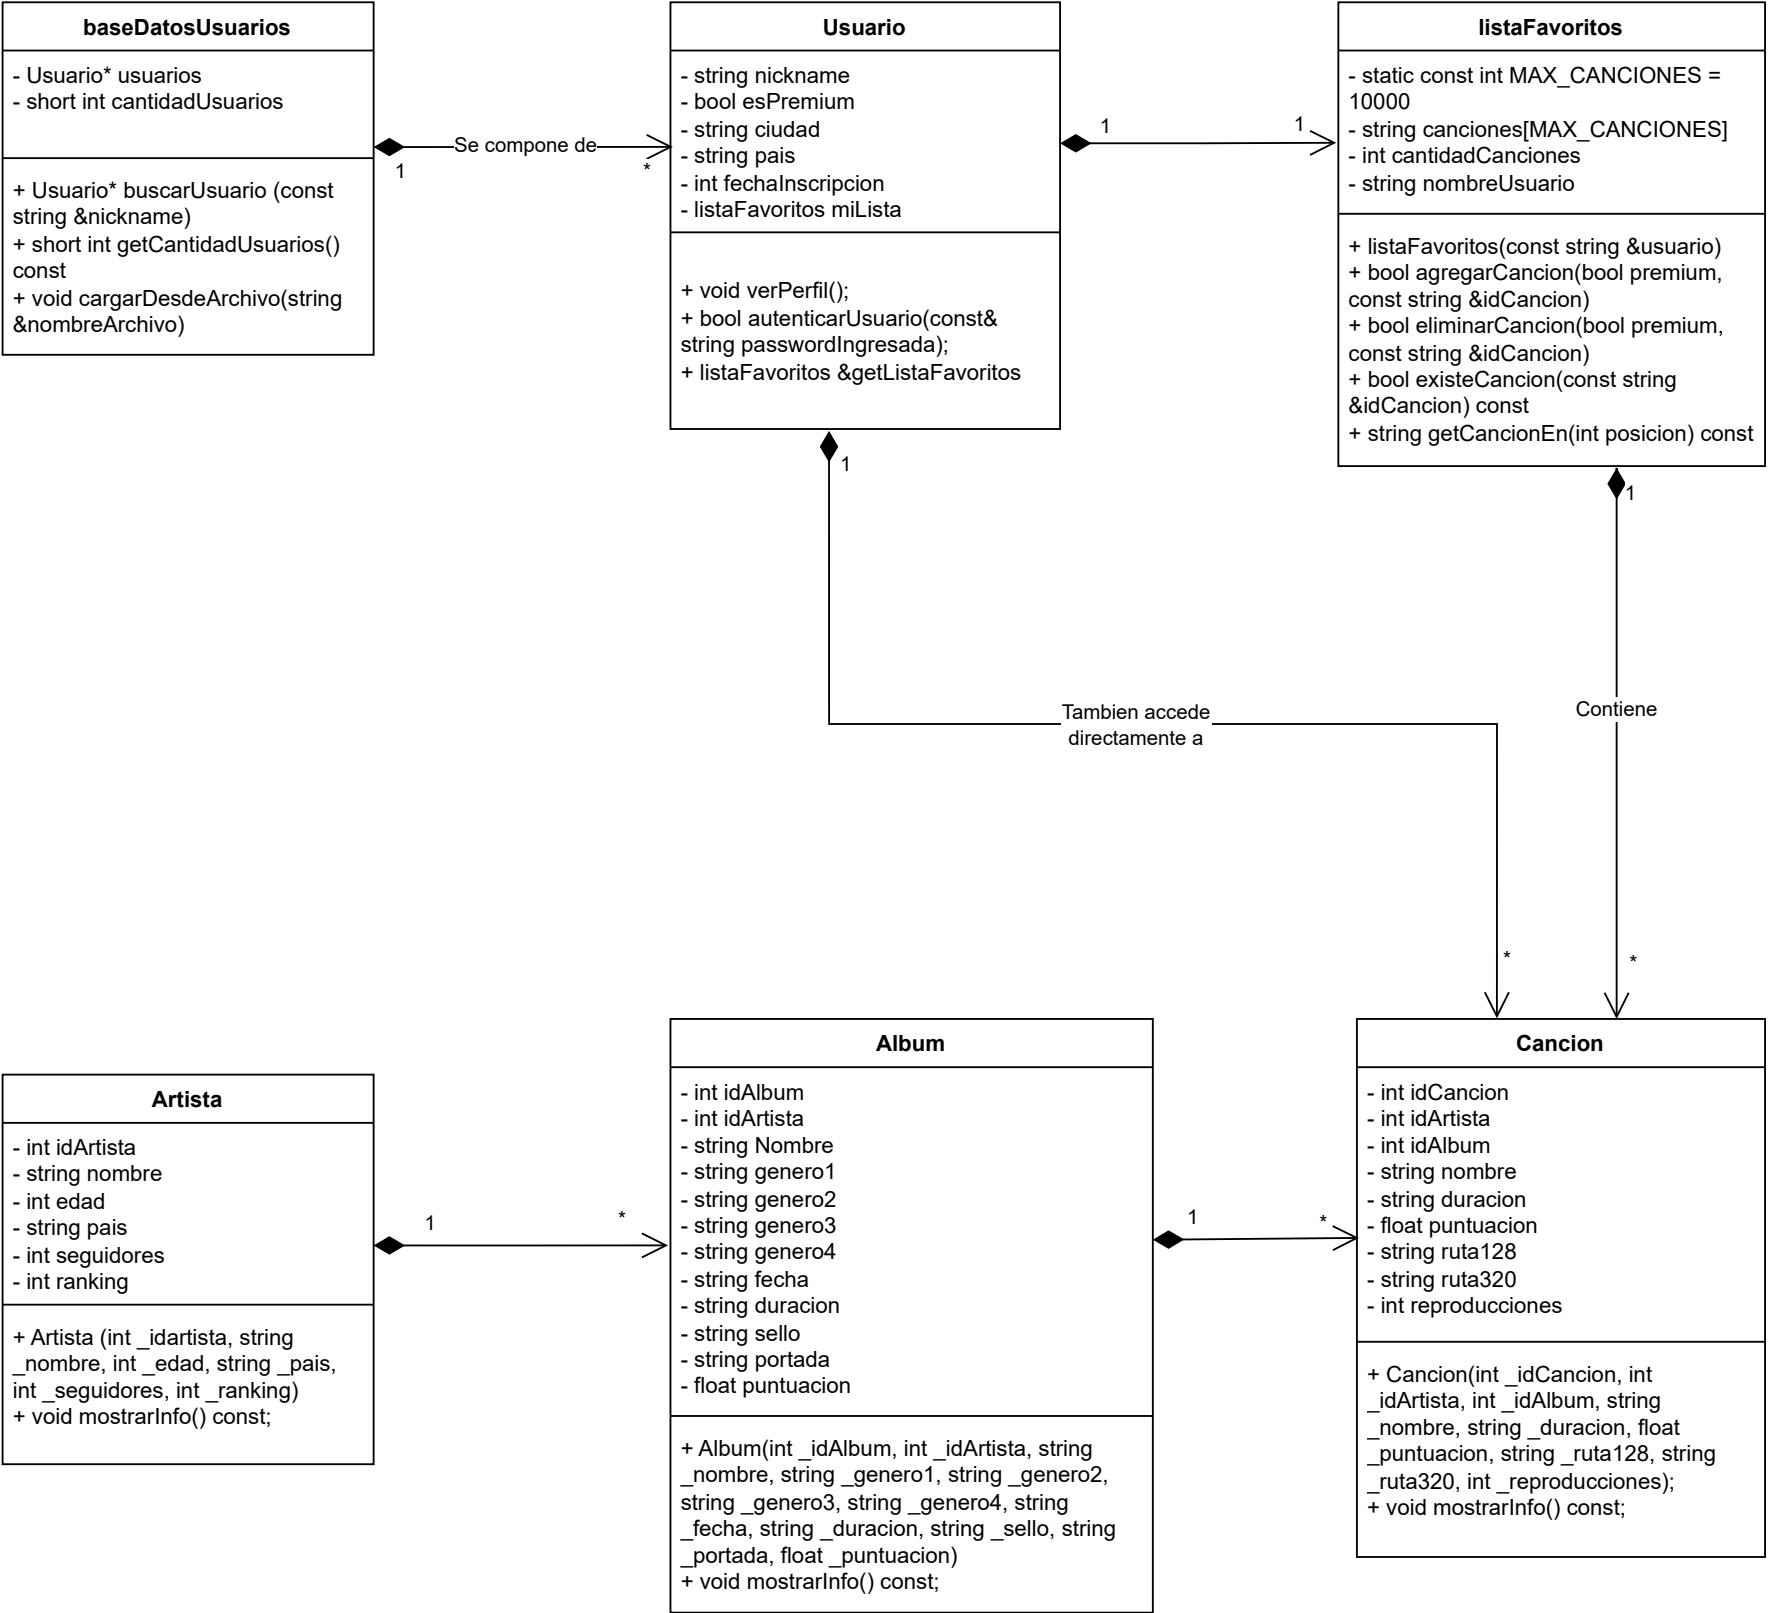 baseDatosUsuarios
- Usuario* usuarios
- short int cantidadUsuarios
+ Usuario* buscarUsuario (const
string &nickname)
+ short int getCantidadUsuarios()
const
+ void cargarDesdeArchivo(string
&nombreArchivo)
Se compone de
1
*
Usuario
- string nickname
- bool esPremium
- string ciudad
- string pais
- int fechaInscripcion
- listaFavoritos miLista
+ void verPerfil();
+ bool autenticarUsuario(const&
string passwordIngresada);
+ listaFavoritos &getListaFavoritos
1
1
listaFavoritos
- static const int MAX_CANCIONES =
10000
- string canciones[MAX_CANCIONES]
- int cantidadCanciones
- string nombreUsuario
+ listaFavoritos(const string &usuario)
+ bool agregarCancion(bool premium,
const string &idCancion)
+ bool eliminarCancion(bool premium,
const string &idCancion)
+ bool existeCancion(const string
&idCancion) const
+ string getCancionEn(int posicion) const
1
1
Tambien accede
directamente a
Contiene
*
*
Artista
- int idArtista
- string nombre
- int edad
- string pais
- int seguidores
- int ranking
+ Artista (int _idartista, string
_nombre, int _edad, string _pais,
int _seguidores, int _ranking)
+ void mostrarInfo() const;
1
*
Album
- int idAlbum
- int idArtista
- string Nombre
- string genero1
- string genero2
- string genero3
- string genero4
- string fecha
- string duracion
- string sello
- string portada
- float puntuacion
+ Album(int _idAlbum, int _idArtista, string
_nombre, string _genero1, string _genero2,
string _genero3, string _genero4, string
_fecha, string _duracion, string _sello, string
_portada, float _puntuacion)
+ void mostrarInfo() const;
1
*
Cancion
- int idCancion
- int idArtista
- int idAlbum
- string nombre
- string duracion
- float puntuacion
- string ruta128
- string ruta320
- int reproducciones
+ Cancion(int _idCancion, int
_idArtista, int _idAlbum, string
_nombre, string _duracion, float
_puntuacion, string _ruta128, string
_ruta320, int _reproducciones);
+ void mostrarInfo() const;